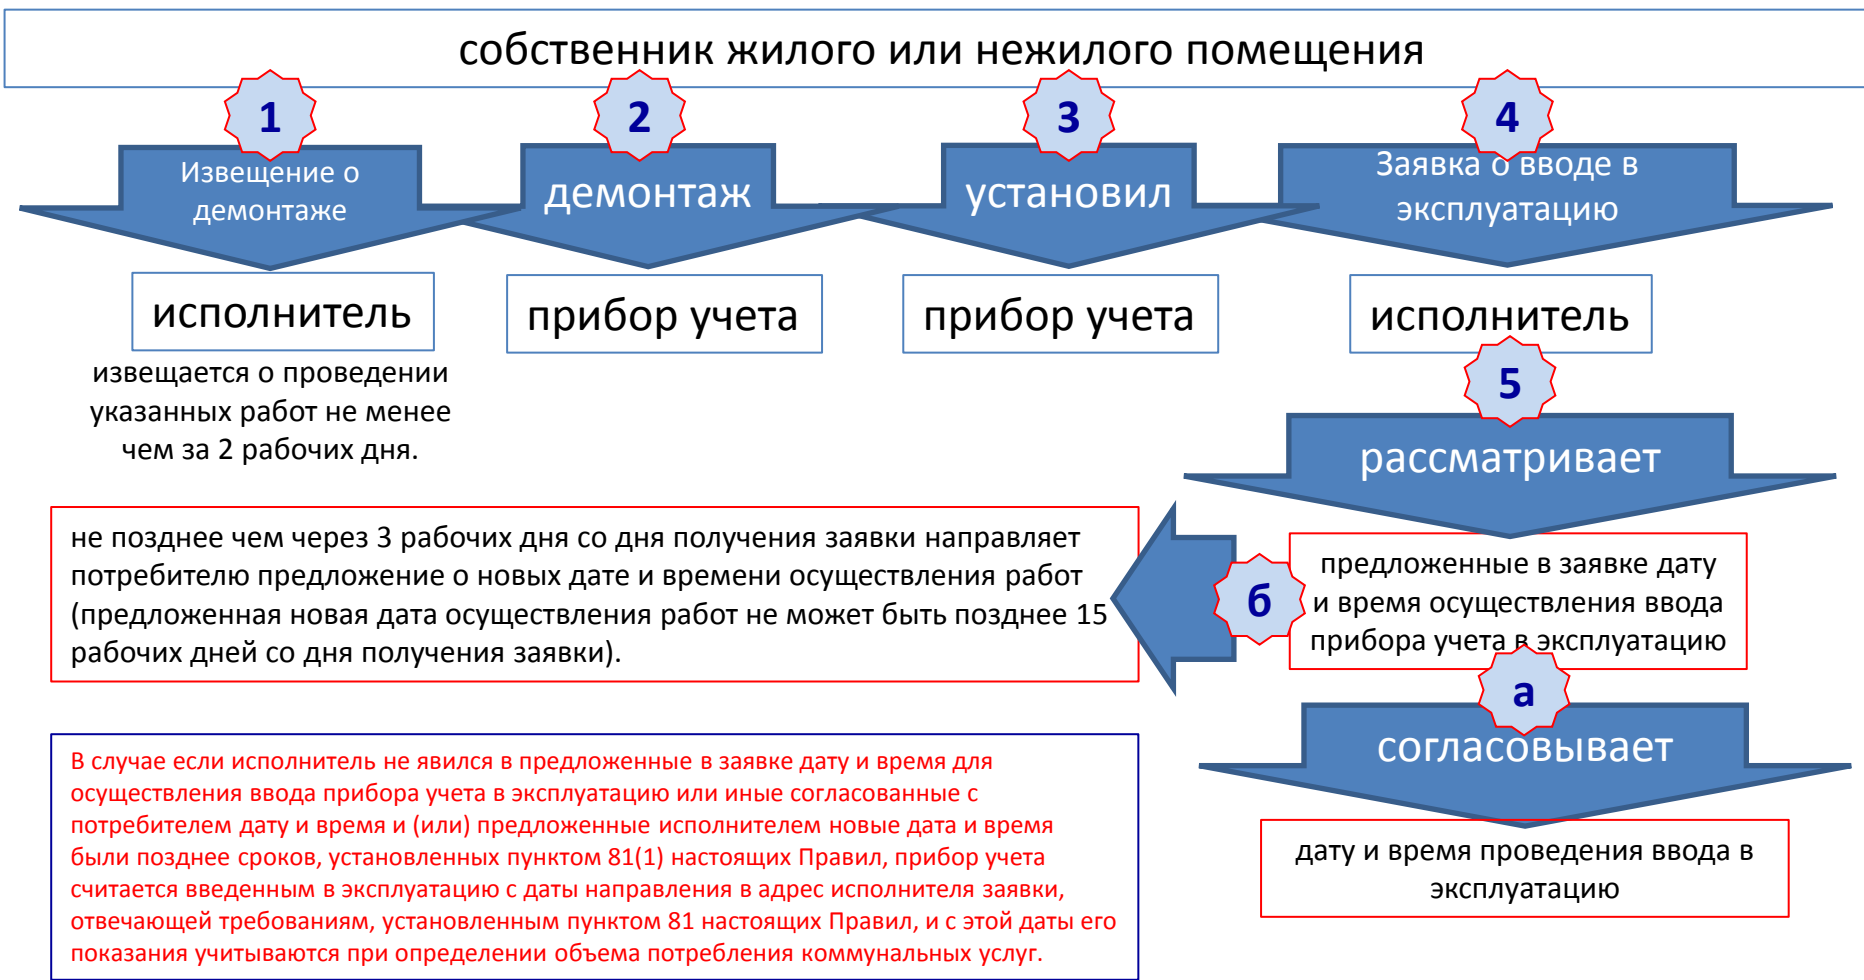 собственник жилого или нежилого помещения
1
2
3
4
Извещение о
демонтаже
демонтаж
установил
Заявка о вводе в
эксплуатацию
исполнитель
прибор учета
прибор учета
исполнитель
извещается о проведении
указанных работ не менее
чем за 2 рабочих дня.
5
рассматривает
предложенные в заявке дату
и время осуществления ввода
прибора учета в эксплуатацию
б
не позднее чем через 3 рабочих дня со дня получения заявки направляет
потребителю предложение о новых дате и времени осуществления работ
(предложенная новая дата осуществления работ не может быть позднее 15
рабочих дней со дня получения заявки).
а
согласовывает
дату и время проведения ввода в
эксплуатацию
В случае если исполнитель не явился в предложенные в заявке дату и время для
осуществления ввода прибора учета в эксплуатацию или иные согласованные с
потребителем дату и время и (или) предложенные исполнителем новые дата и время
были позднее сроков, установленных пунктом 81(1) настоящих Правил, прибор учета
считается введенным в эксплуатацию с даты направления в адрес исполнителя заявки,
отвечающей требованиям, установленным пунктом 81 настоящих Правил, и с этой даты его
показания учитываются при определении объема потребления коммунальных услуг.